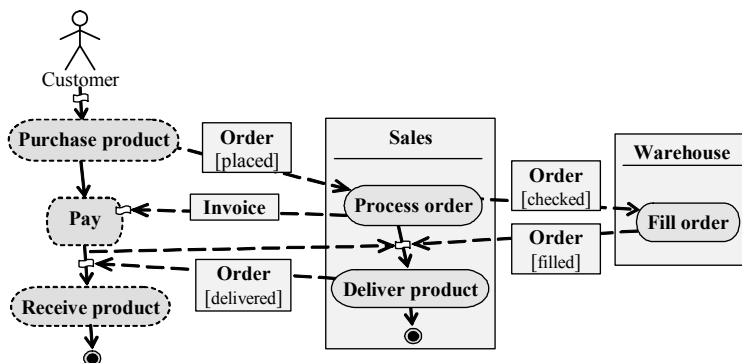 Customer
Purchase product
Order
[placed]
Sales
Warehouse
Order
[checked]
Pay
Invoice
Process order
Fill order
Order
[filled]
Order
[delivered]
Receive product
Deliver product